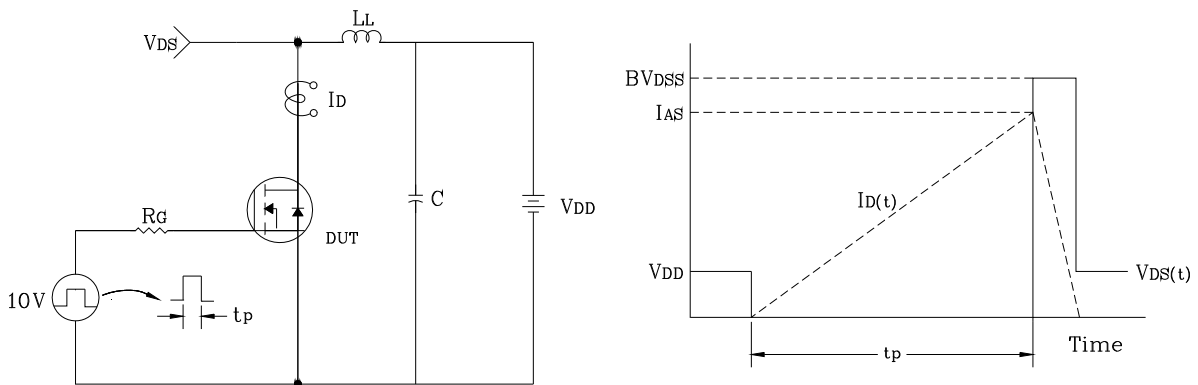 LL
VDS
ID
RG
DUT
C
VDD
10V
tp
BVDSS
IAS
ID(t)
VDD
VDS(t)
tp
Time